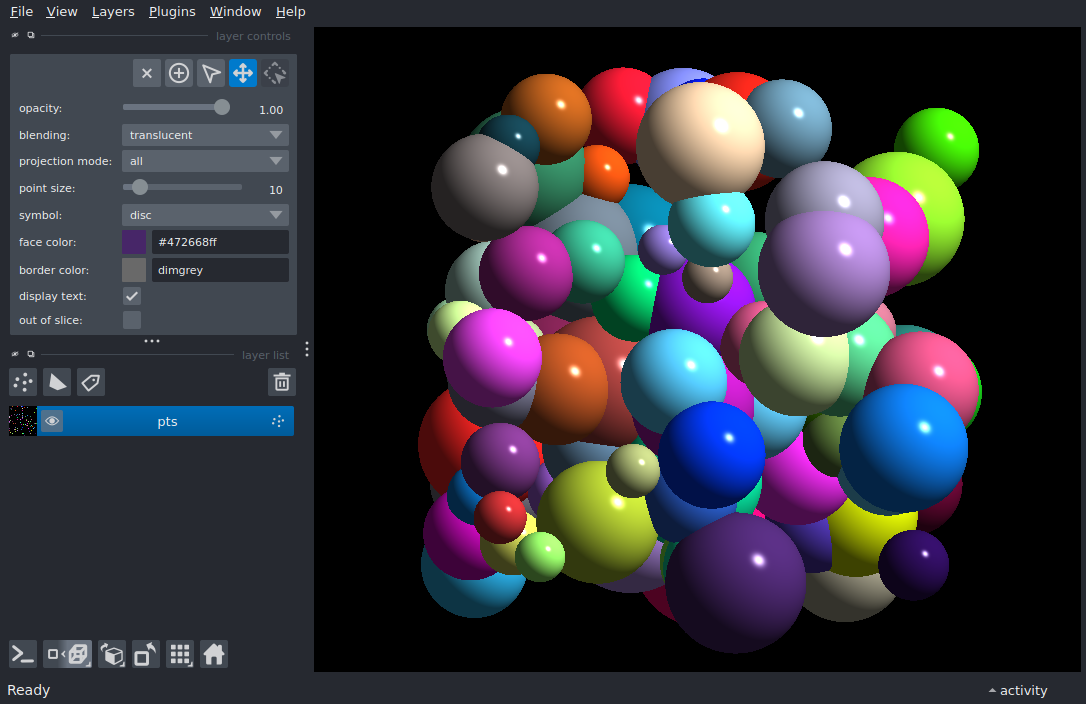 File View Layers Plugins Window Help
layer controls
opacity: 1.00
blending: translucent
projection mode: all
point size: 10
symbol: disc
face color: #472668ff
border color: dimgrey
display text:
out of slice:
layer list
pts
Ready
activity